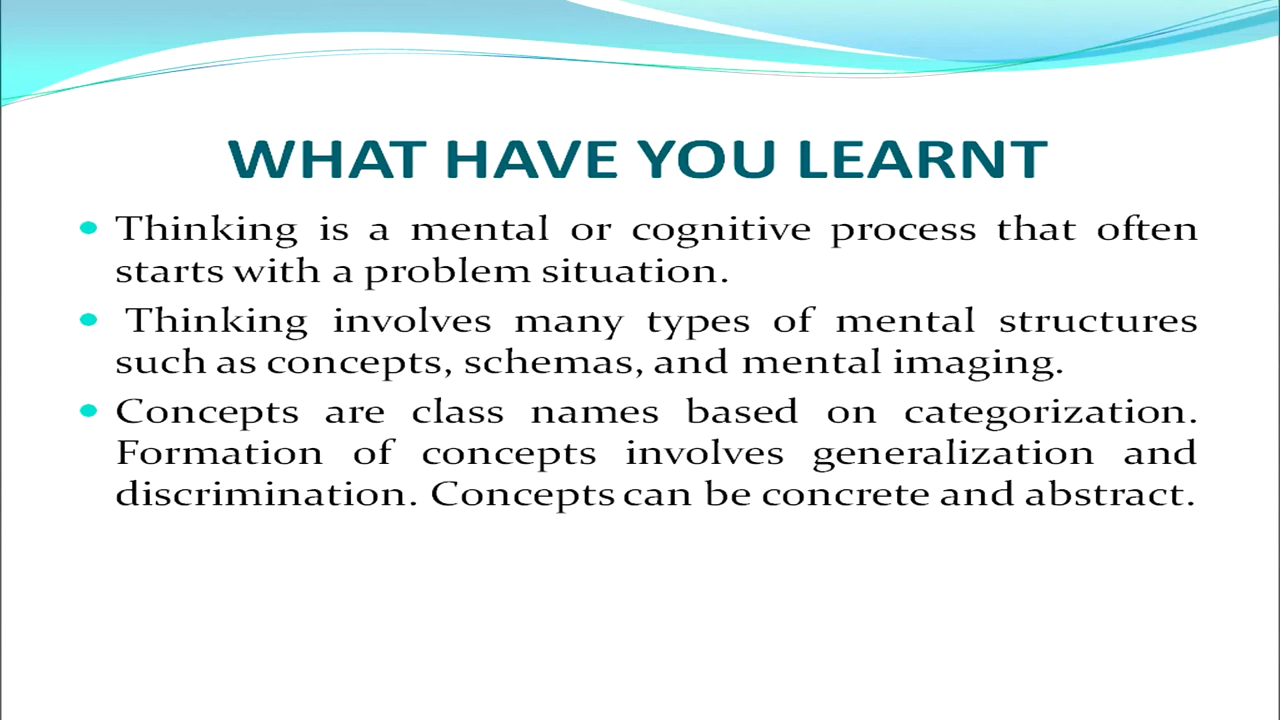 WHAT HAVE YOU LEARNT
• Thinking is a mental or cognitive process that often
starts with a problem situation.
• Thinking involves many types of mental structures
such as concepts, schemas, and mental imaging.
• Concepts are class names based on categorization.
Formation of concepts involves generalization and
discrimination. Concepts can be concrete and abstract.